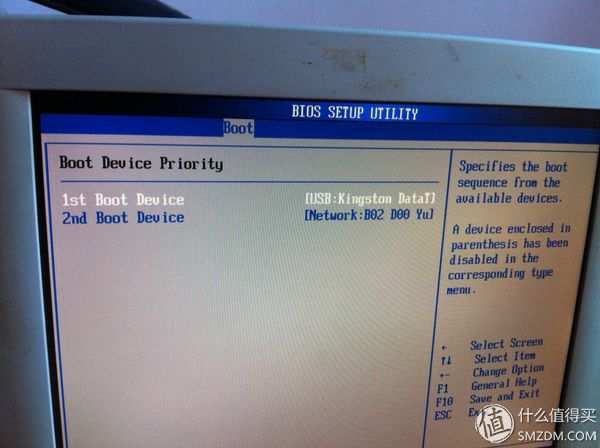 BIOS SETUP UTILITY
Boot
Boot Device Priority
1st Boot Device [USB:Kingston DataT]
2nd Boot Device [Network:B02 D00 Yu]
Specifies the boot
sequence from the
available devices.
A device enclosed in
parenthesis has been
disabled in the
corresponding type
menu.
← Select Screen
↑↓ Select Item
+- Change Option
F1 General Help
F10 Save and Exit
ESC
值 什么值得买
SMZDM.COM